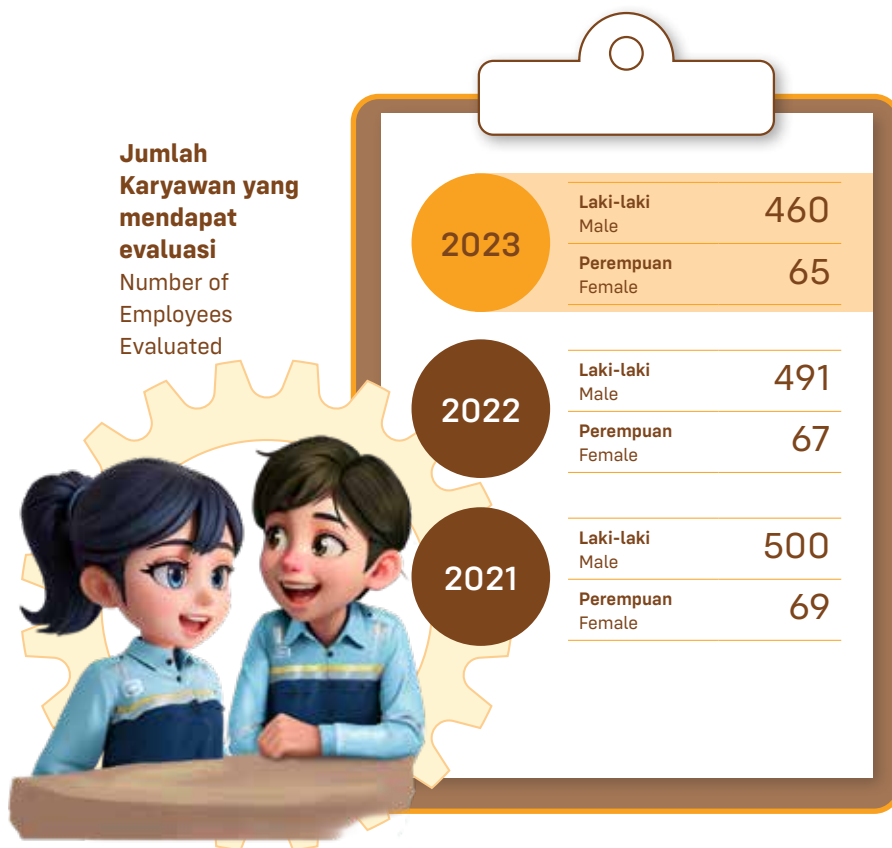 Jumlah
Karyawan yang
mendapat
evaluasi
Number of
Employees
Evaluated
2023
Laki-laki
Male
460
Perempuan
Female
65
2022
Laki-laki
Male
491
Perempuan
Female
67
2021
Laki-laki
Male
500
Perempuan
Female
69